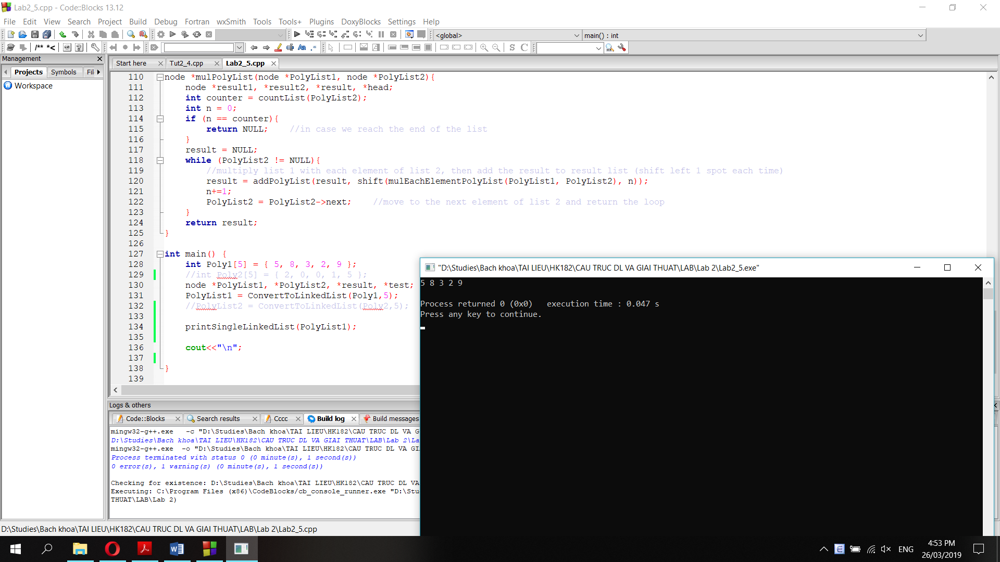 Lab2_5.cpp - Code::Blocks 13.12
File Edit View Search Project Build Debug Fortran wxSmith Tools Tools+ Plugins DoxyBlocks Settings Help
<global> main() : int
/** *<
Management
Start here Tut2_4.cpp Lab2_5.cpp
Projects Symbols Fil
Workspace
110 node *mulPolyList(node *PolyList1, node *PolyList2){
111 node *result1, *result2, *result, *head;
112 int counter = countList(PolyList2);
113 int n = 0;
114 if (n == counter){
115 return NULL; //in case we reach the end of the list
116 }
117 result = NULL;
118 while (PolyList2 != NULL){
119 //multiply list 1 with each element of list 2, then add the result to result list (shift left 1 spot each time)
120 result = addPolyList(result, shift(mulEachElementPolyList(PolyList1, PolyList2), n));
121 n+=1;
122 PolyList2 = PolyList2->next; //move to the next element of list 2 and return the loop
123 }
124 return result;
125 }
126
127 int main() {
128 int Poly1[5] = { 5, 8, 3, 2, 9 };
129 //int Poly2[5] = { 2, 0, 0, 1, 5 };
130 node *PolyList1, *PolyList2, *result, *test;
131 PolyList1 = ConvertToLinkedList(Poly1,5);
132 //PolyList2 = ConvertToLinkedList(Poly2,5);
133
134 printSingleLinkedList(PolyList1);
135
136 cout<<"\n";
137
138 }
139
"D:\Studies\Bach khoa\TAI LIEU\HK182\CAU TRUC DL VA GIAI THUAT\LAB\Lab 2\Lab2_5.exe"
5 8 3 2 9
Process returned 0 (0x0) execution time : 0.047 s
Press any key to continue.
Logs & others
Code::Blocks Search results Cccc Build log Build messages
mingw32-g++.exe -c "D:\Studies\Bach khoa\TAI LIEU\HK182\CAU TRUC DL VA G
D:\Studies\Bach khoa\TAI LIEU\HK182\CAU TRUC DL VA GIAI THUAT\LAB\Lab 2\La
mingw32-g++.exe -o "D:\Studies\Bach khoa\TAI LIEU\HK182\CAU TRUC DL VA GI
Process terminated with status 0 (0 minute(s), 1 second(s))
0 error(s), 1 warning(s) (0 minute(s), 1 second(s))
Checking for existence: D:\Studies\Bach khoa\TAI LIEU\HK182\CAU TRUC DL VA
Executing: C:\Program Files (x86)\CodeBlocks/cb_console_runner.exe "D:\Stu
THUAT\LAB\Lab 2)
D:\Studies\Bach khoa\TAI LIEU\HK182\CAU TRUC DL VA GIAI THUAT\LAB\Lab 2\Lab2_5.cpp
ENG
4:53 PM
26/03/2019